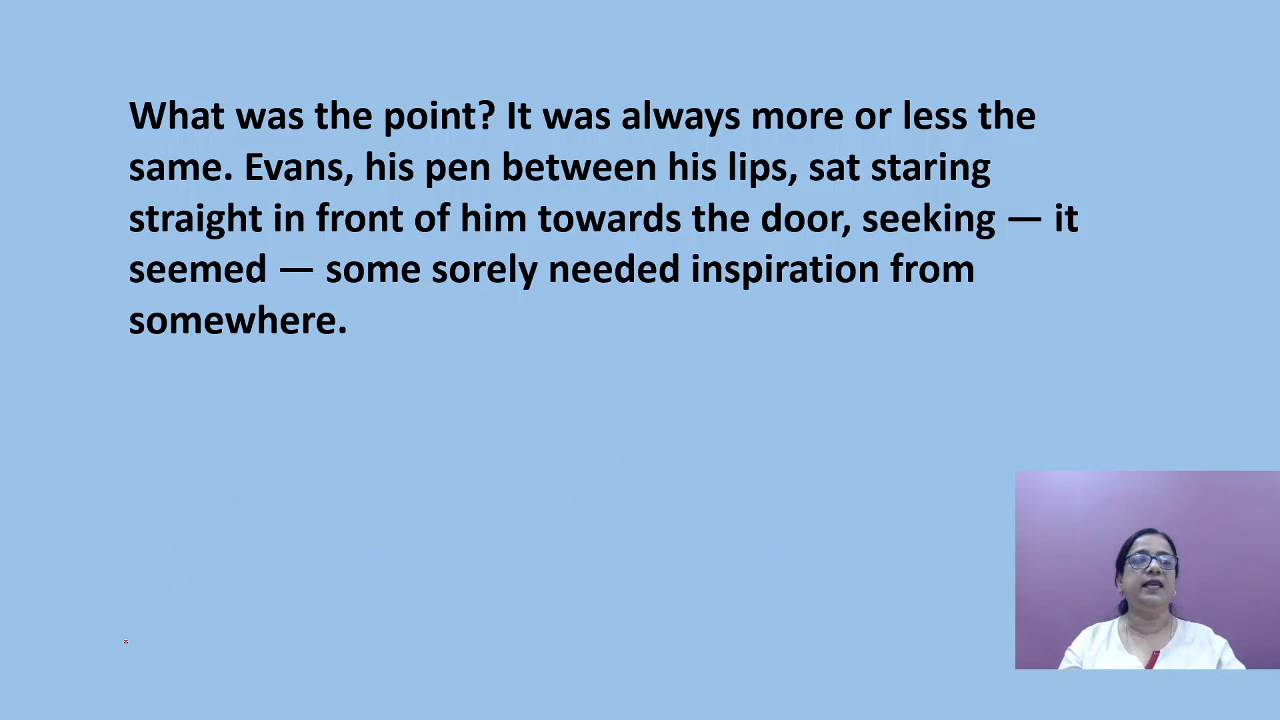 What was the point? It was always more or less the
same. Evans, his pen between his lips, sat staring
straight in front of him towards the door, seeking — it
seemed — some sorely needed inspiration from
somewhere.